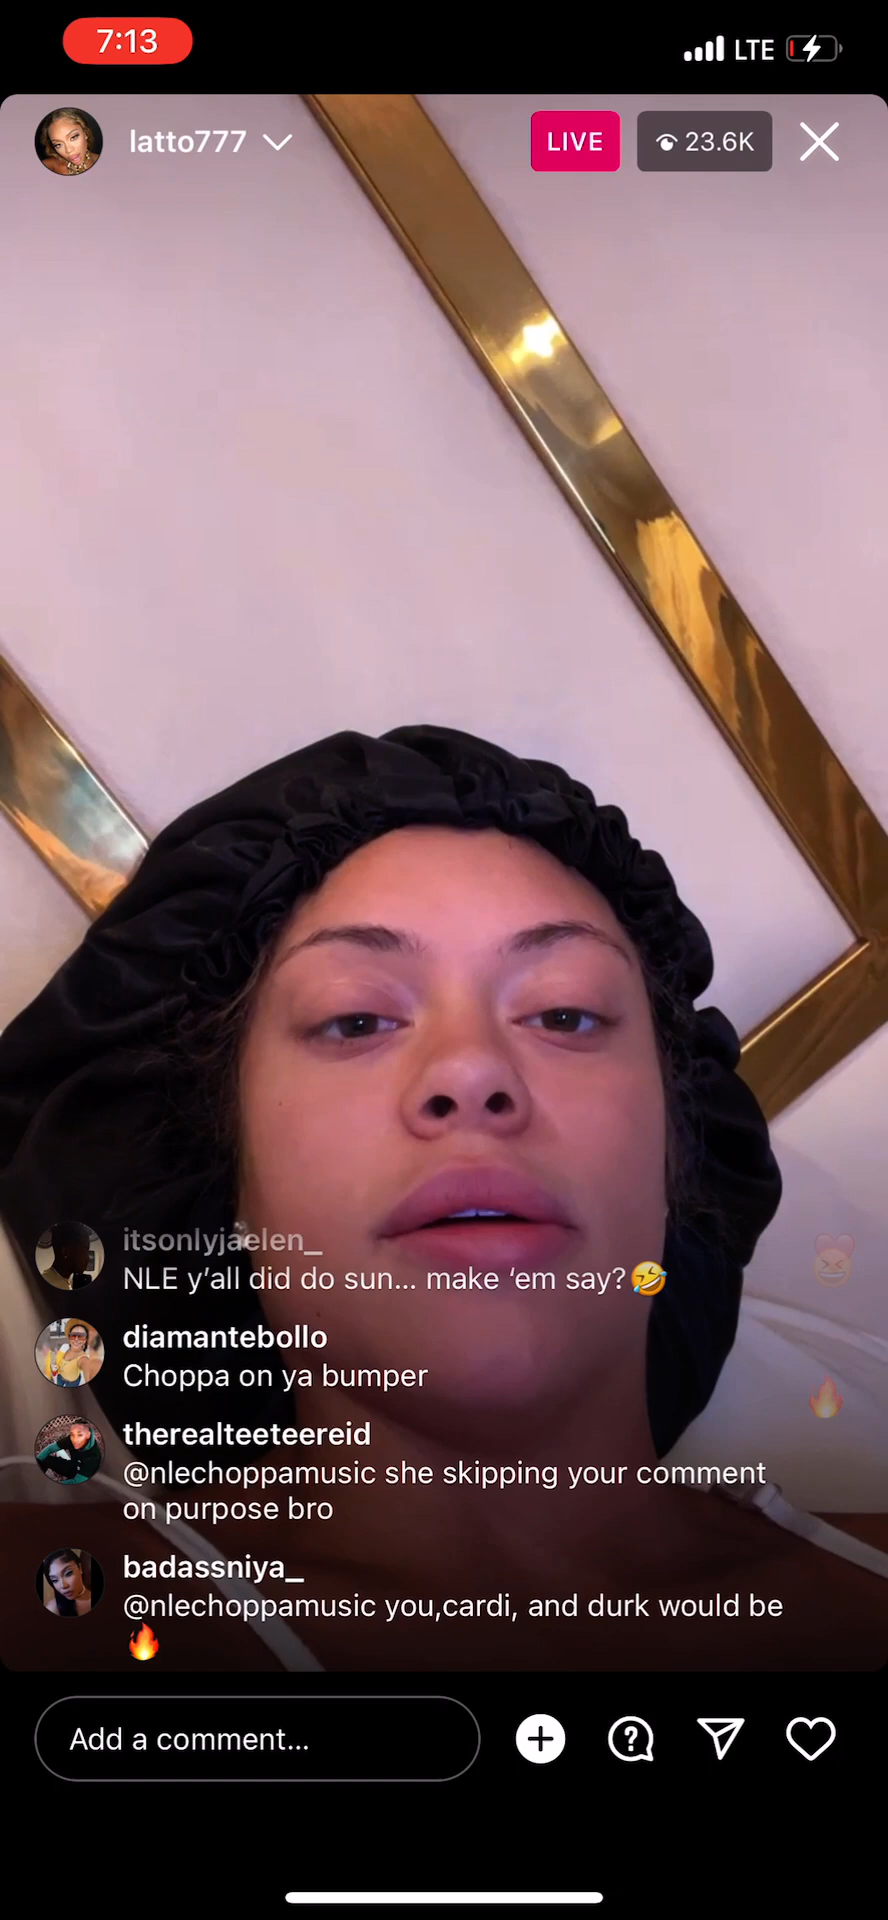 7:13
LTE
latto777
LIVE
23.6K
itsonlyjaelen_
NLE y’all did do sun... make ‘em say?🤣
diamantebollo
Choppa on ya bumper
therealteeteereid
@nlechoppamusic she skipping your comment
on purpose bro
badassniya_
@nlechoppamusic you,cardi, and durk would be
🔥
Add a comment...